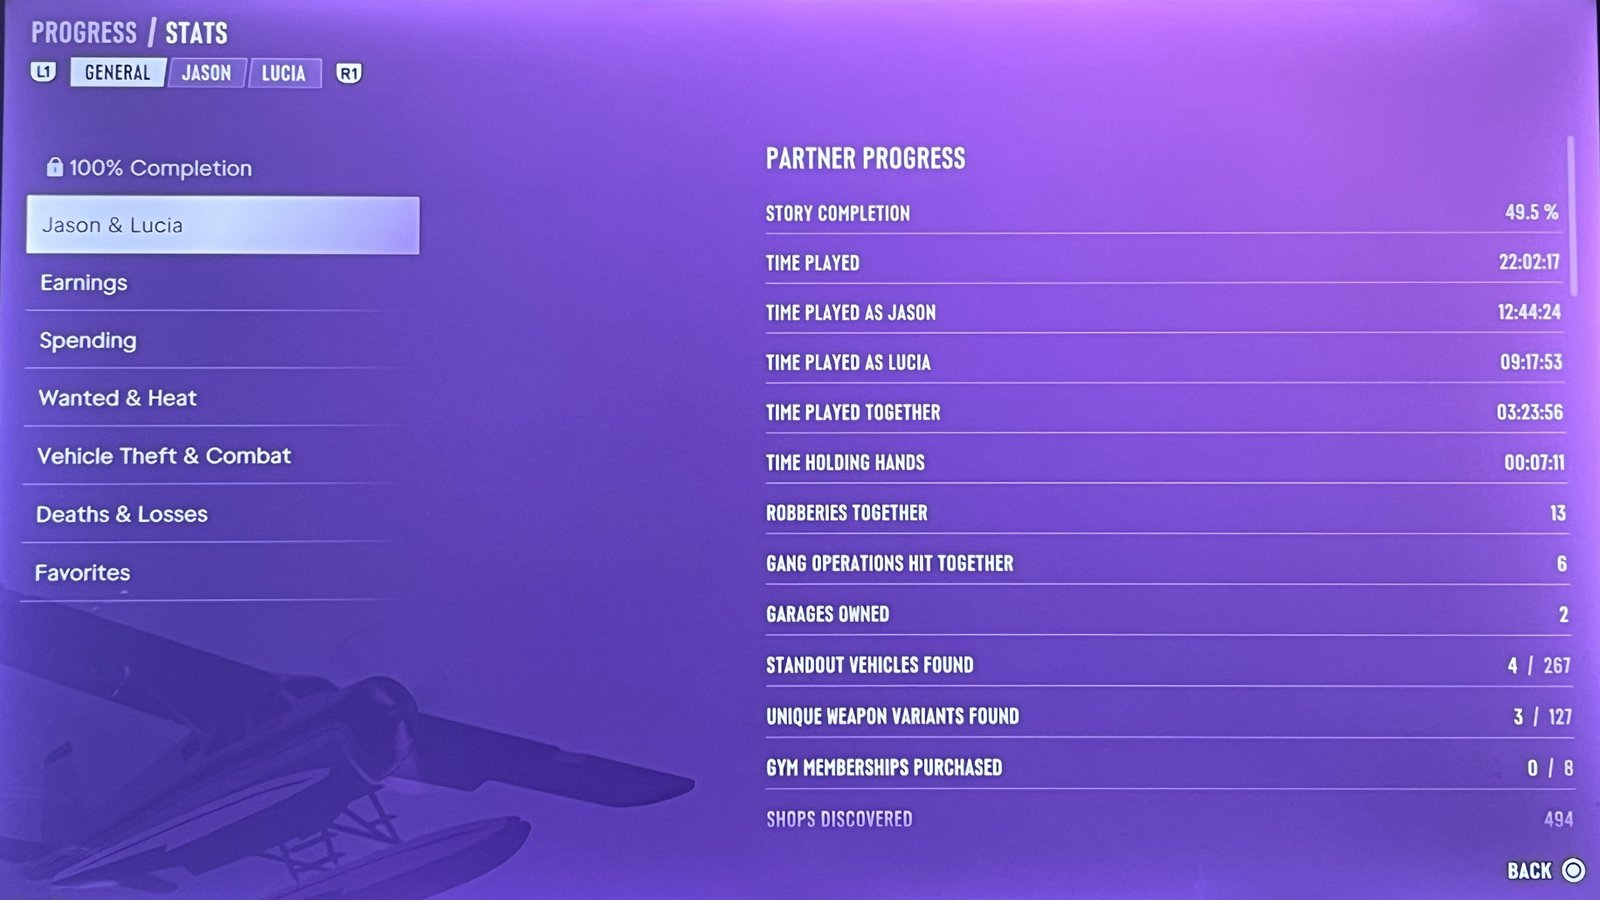 PROGRESS / STATS
L1 GENERAL JASON LUCIA R1
100% Completion
Jason & Lucia
Earnings
Spending
Wanted & Heat
Vehicle Theft & Combat
Deaths & Losses
Favorites
PARTNER PROGRESS
STORY COMPLETION 49.5 %
TIME PLAYED 22:02:17
TIME PLAYED AS JASON 12:44:24
TIME PLAYED AS LUCIA 09:17:53
TIME PLAYED TOGETHER 03:23:56
TIME HOLDING HANDS 00:07:11
ROBBERIES TOGETHER 13
GANG OPERATIONS HIT TOGETHER 6
GARAGES OWNED 2
STANDOUT VEHICLES FOUND 4 / 267
UNIQUE WEAPON VARIANTS FOUND 3 / 127
GYM MEMBERSHIPS PURCHASED 0 / 8
SHOPS DISCOVERED 494
BACK